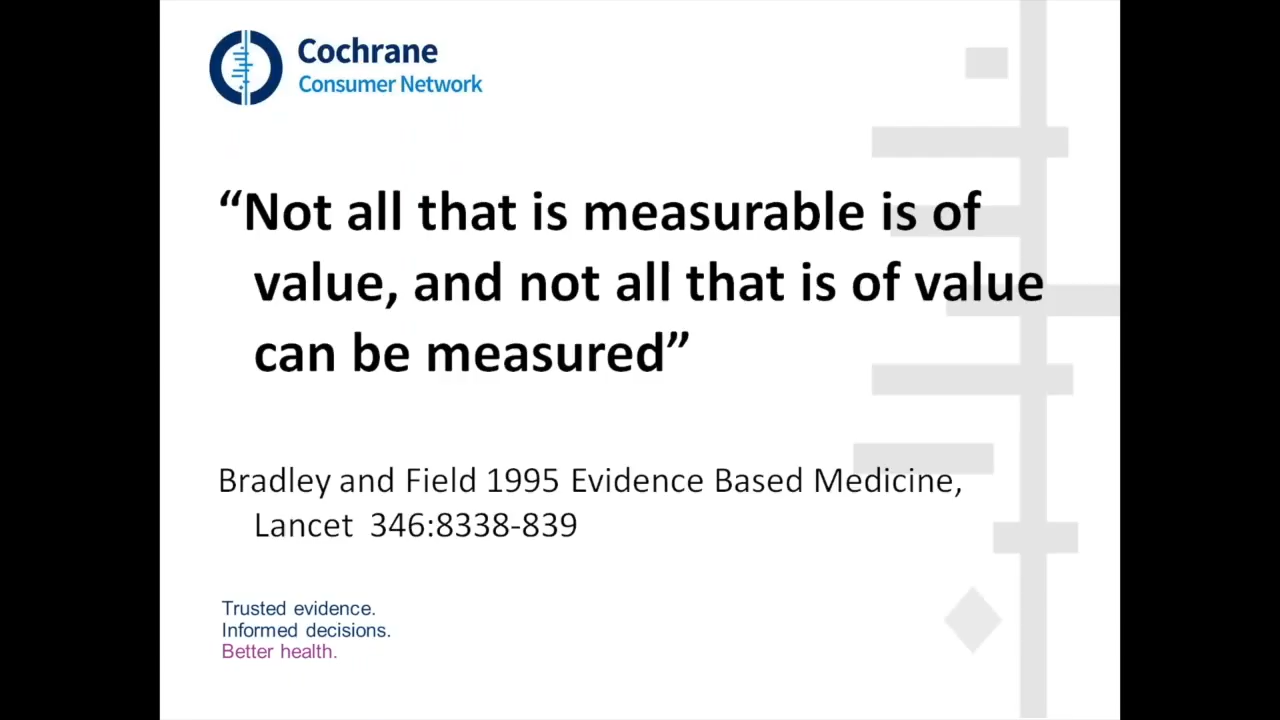 Cochrane
Consumer Network
“Not all that is measurable is of
value, and not all that is of value
can be measured”
Bradley and Field 1995 Evidence Based Medicine,
Lancet 346:8338-839
Trusted evidence.
Informed decisions.
Better health.